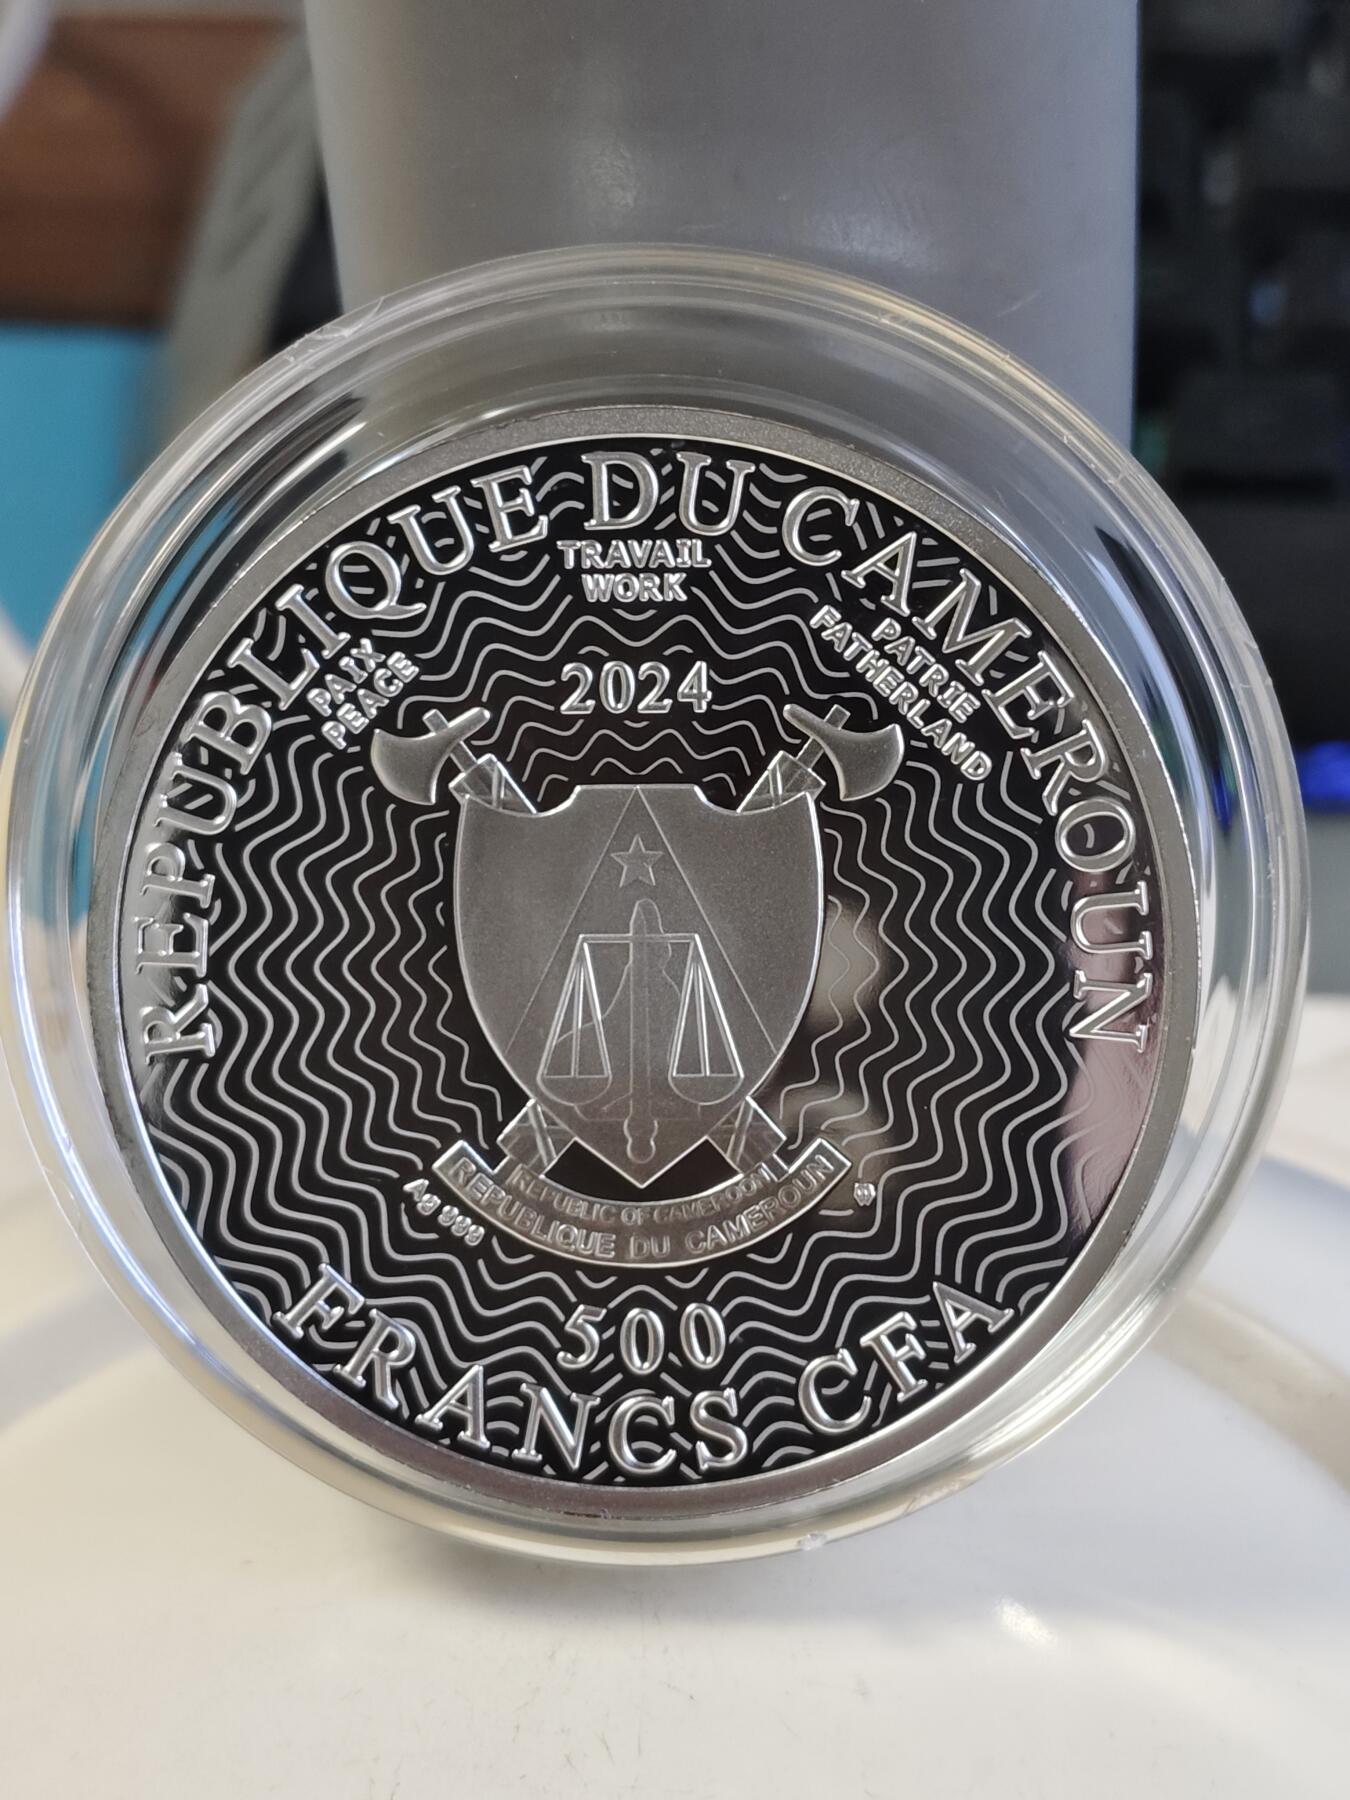 REPUBLIQUE DU CAMEROUN
TRAVAIL
WORK
PAIX
PEACE
PATRIE
FATHERLAND
2024
REPUBLIC OF CAMEROON
REPUBLIQUE DU CAMEROUN
Ag 999
500
FRANCS CFA